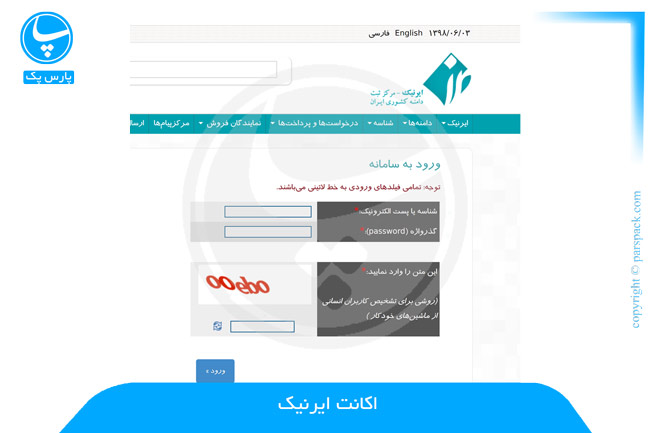 پارس پک
۱۳۹۸/۰۶/۰۳ English فارسی
ایرنیک - مرکز ثبت
دامنه کشوری ایران
ایرنیک دامنه‌ها شناسه درخواست‌ها و پرداخت‌ها نمایندگان فروش مرکزپیام‌ها ارسا
ورود به سامانه
توجه: تمامی فیلدهای ورودی به خط لاتینی می‌باشند.
شناسه یا پست الکترونیک:*
گذرواژه (password):*
این متن را وارد نمایید:*
ooebo
(روشی برای تشخیص کاربران انسانی
از ماشین‌های خودکار)
ورود »
اکانت ایرنیک
copyright © parspack.com